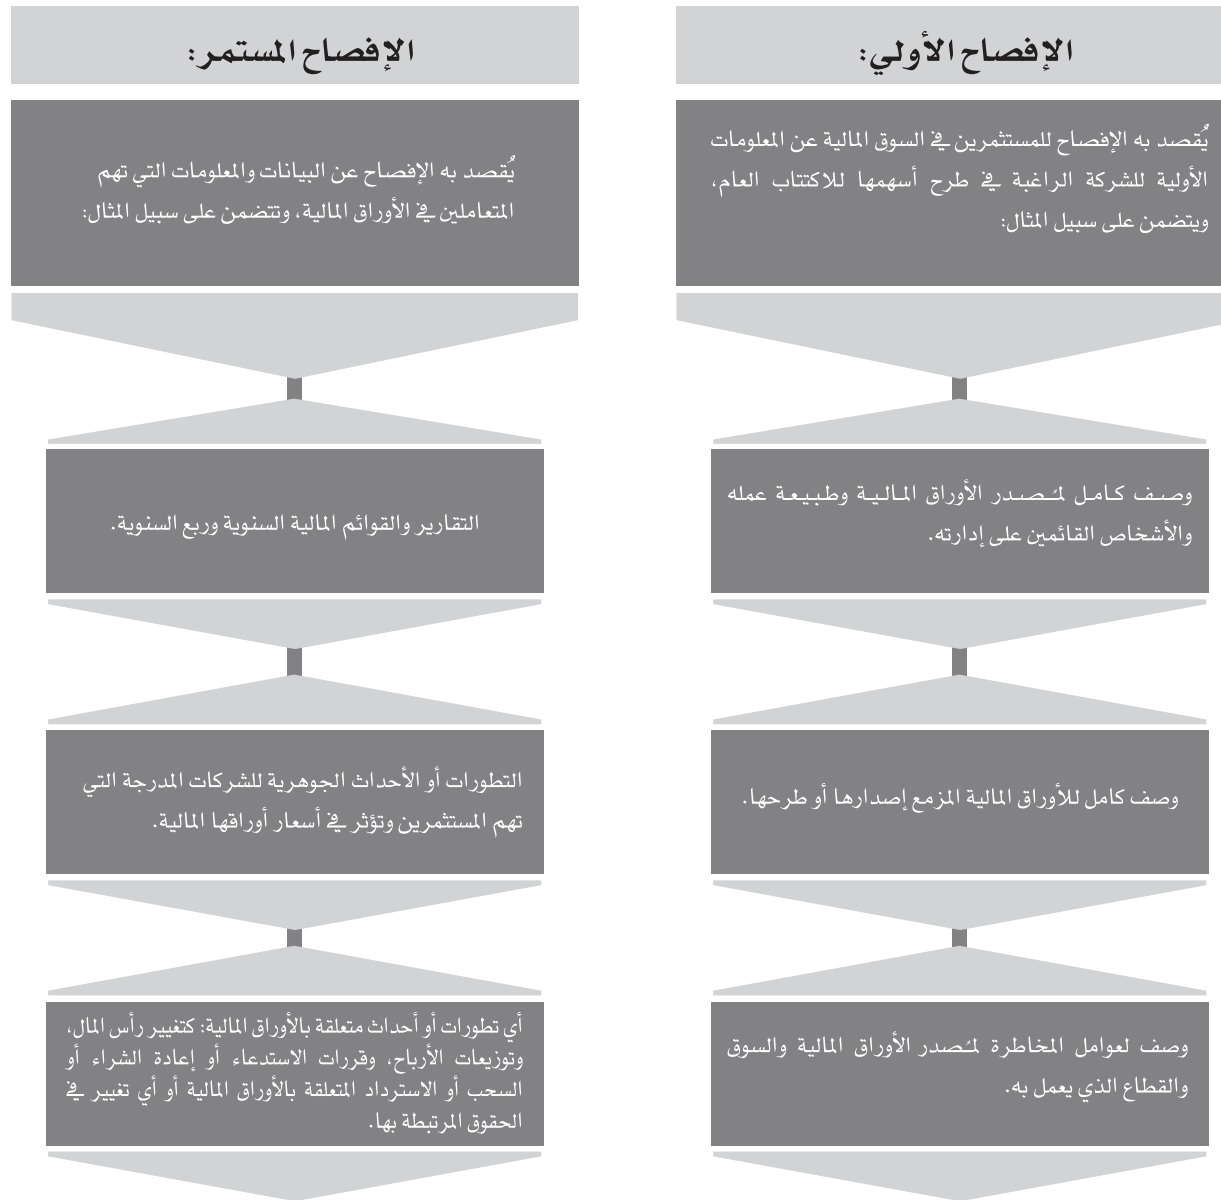 الإفصاح الأولي:
يُقصد به الإفصاح للمستثمرين في السوق المالية عن المعلومات
الأولية للشركة الراغبة في طرح أسهمها للاكتتاب العام،
ويتضمن على سبيل المثال:
وصف كامل لمُصدر الأوراق المالية وطبيعة عمله
والأشخاص القائمين على إدارته.
وصف كامل للأوراق المالية المزمع إصدارها أو طرحها.
وصف لعوامل المخاطرة لمُصدر الأوراق المالية والسوق
والقطاع الذي يعمل به.
الإفصاح المستمر:
يُقصد به الإفصاح عن البيانات والمعلومات التي تهم
المتعاملين في الأوراق المالية، وتتضمن على سبيل المثال:
التقارير والقوائم المالية السنوية وربع السنوية.
التطورات أو الأحداث الجوهرية للشركات المدرجة التي
تهم المستثمرين وتؤثر في أسعار أوراقها المالية.
أي تطورات أو أحداث متعلقة بالأوراق المالية: كتغيير رأس المال،
وتوزيعات الأرباح، وقررات الاستدعاء أو إعادة الشراء أو
السحب أو الاسترداد المتعلقة بالأوراق المالية أو أي تغيير في
الحقوق المرتبطة بها.